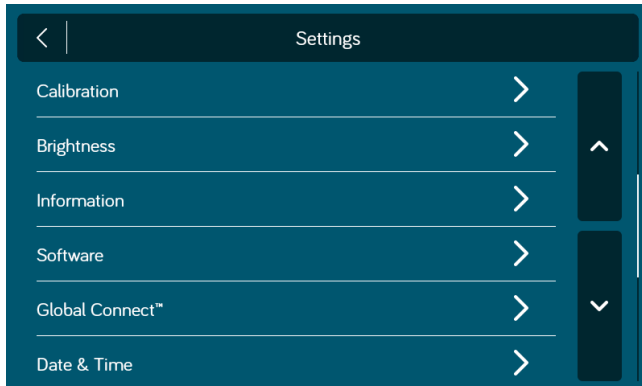 Settings
Calibration
Brightness
Information
Software
Global Connect™
Date & Time